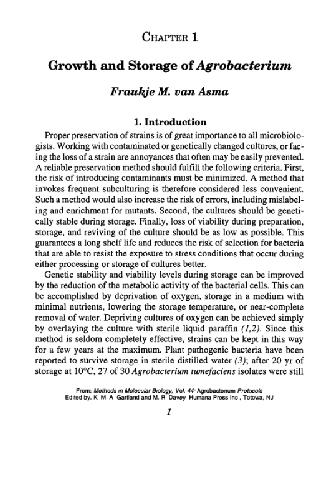 CHAPTER 1
Growth and Storage of Agrobacterium
Fraukje M. van Asma
1. Introduction
Proper preservation of strains is of great importance to all microbiolo-
gists. Working with contaminated or genetically changed cultures, or fac-
ing the loss of a strain are annoyances that often may be easily prevented.
A reliable preservation method should fulfill the following criteria. First,
the risk of introducing contaminants must be minimized. A method that
invokes frequent subculturing is therefore considered less convenient.
Such a method would also increase the risk of errors, including mislabel-
ing and enrichment for mutants. Second, the cultures should be geneti-
cally stable during storage. Finally, loss of viability during preparation,
storage, and reviving of the culture should be as low as possible. This
guarantees a long shelf life and reduces the risk of selection for bacteria
that are able to resist the exposure to stress conditions that occur during
either processing or storage of cultures better.
Genetic stability and viability levels during storage can be improved
by the reduction of the metabolic activity of the bacterial cells. This can
be accomplished by deprivation of oxygen, storage in a medium with
minimal nutrients, lowering the storage temperature, or near-complete
removal of water. Depriving cultures of oxygen can be achieved simply
by overlaying the culture with sterile liquid paraffin (1,2). Since this
method is seldom completely effective, strains can be kept in this way
for a few years at the maximum. Plant pathogenic bacteria have been
reported to survive storage in sterile distilled water (3); after 20 yr of
storage at 10°C, 27 of 30 Agrobacterium tumefaciens isolates were still
From: Methods in Molecular Biology, Vol. 44: Agrobacterium Protocols
Edited by. K M A Gartland and M. R Davey Humana Press Inc, Totowa, NJ
1